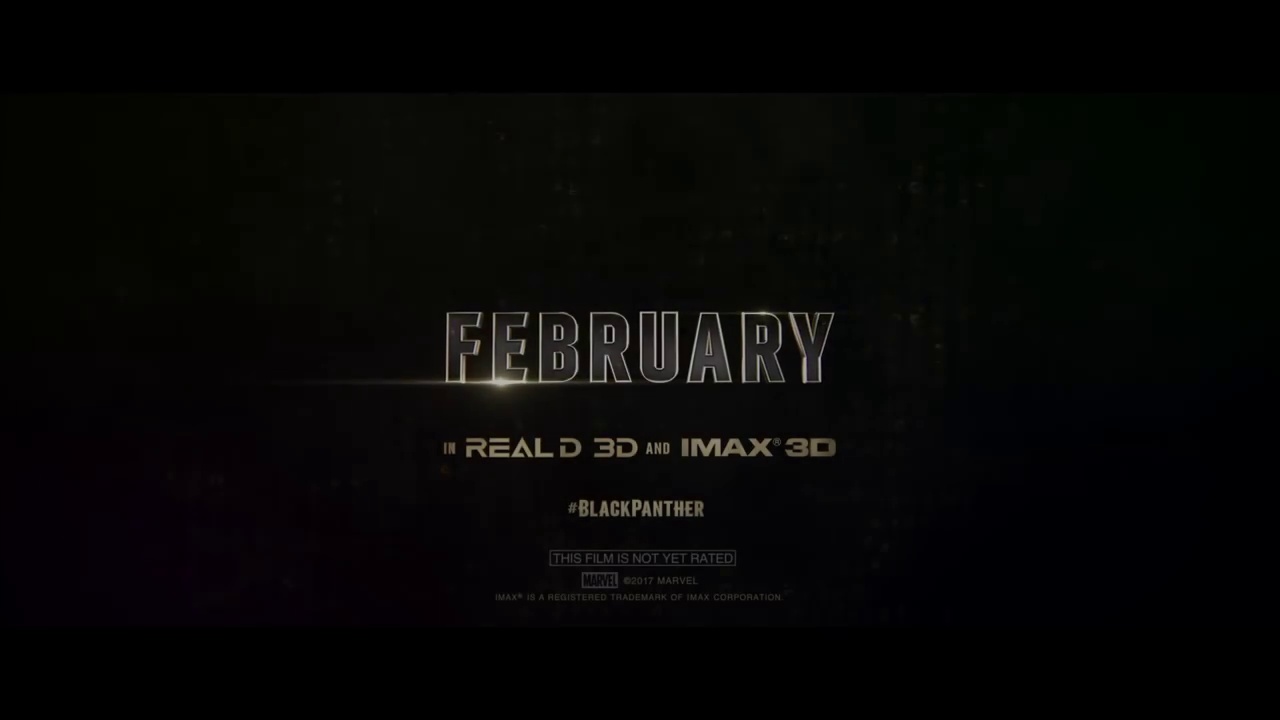 FEBRUARY
IN REAL D 3D AND IMAX® 3D
#BLACKPANTHER
THIS FILM IS NOT YET RATED
MARVEL ©2017 MARVEL
IMAX® IS A REGISTERED TRADEMARK OF IMAX CORPORATION.